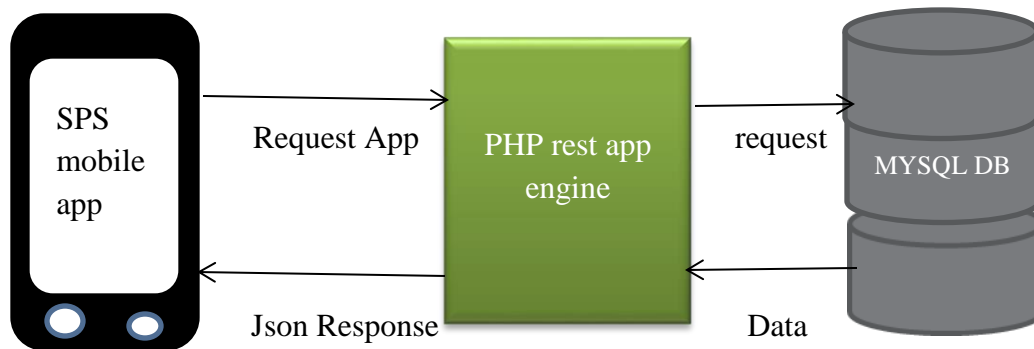 SPS
mobile
app
Request App
PHP rest app
engine
request
MYSQL DB
Json Response
Data